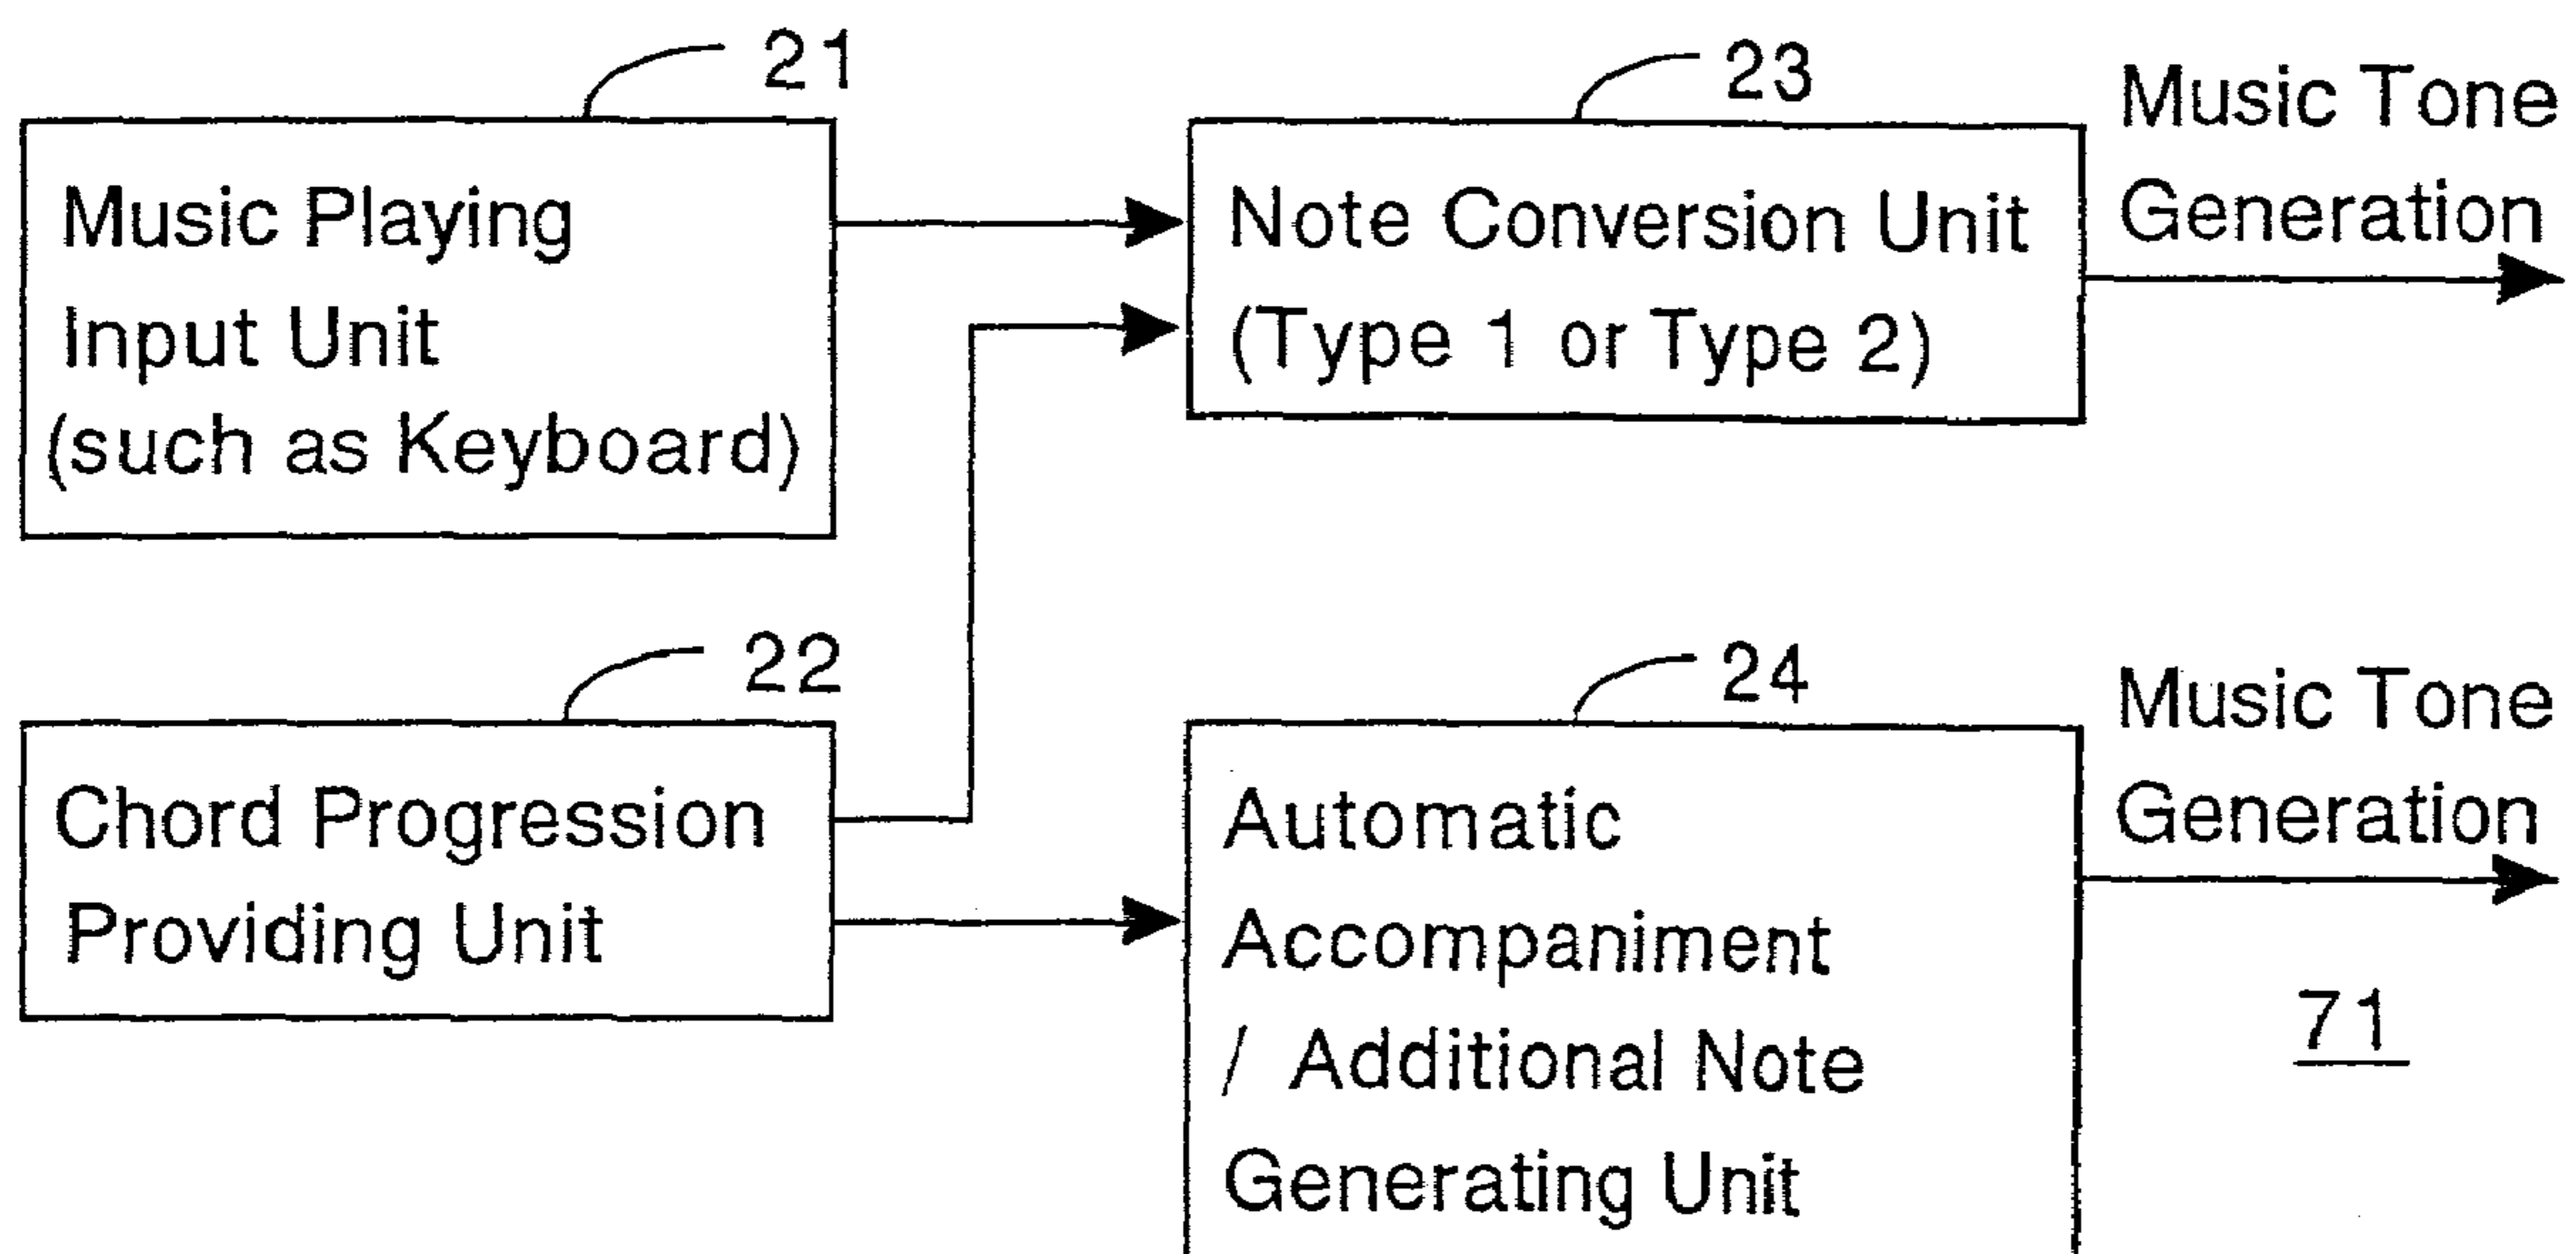 21
Music Playing
Input Unit
(such as Keyboard)
23
Note Conversion Unit
(Type 1 or Type 2)
Music Tone
Generation
22
Chord Progression
Providing Unit
24
Automatic
Accompaniment
/ Additional Note
Generating Unit
Music Tone
Generation
71